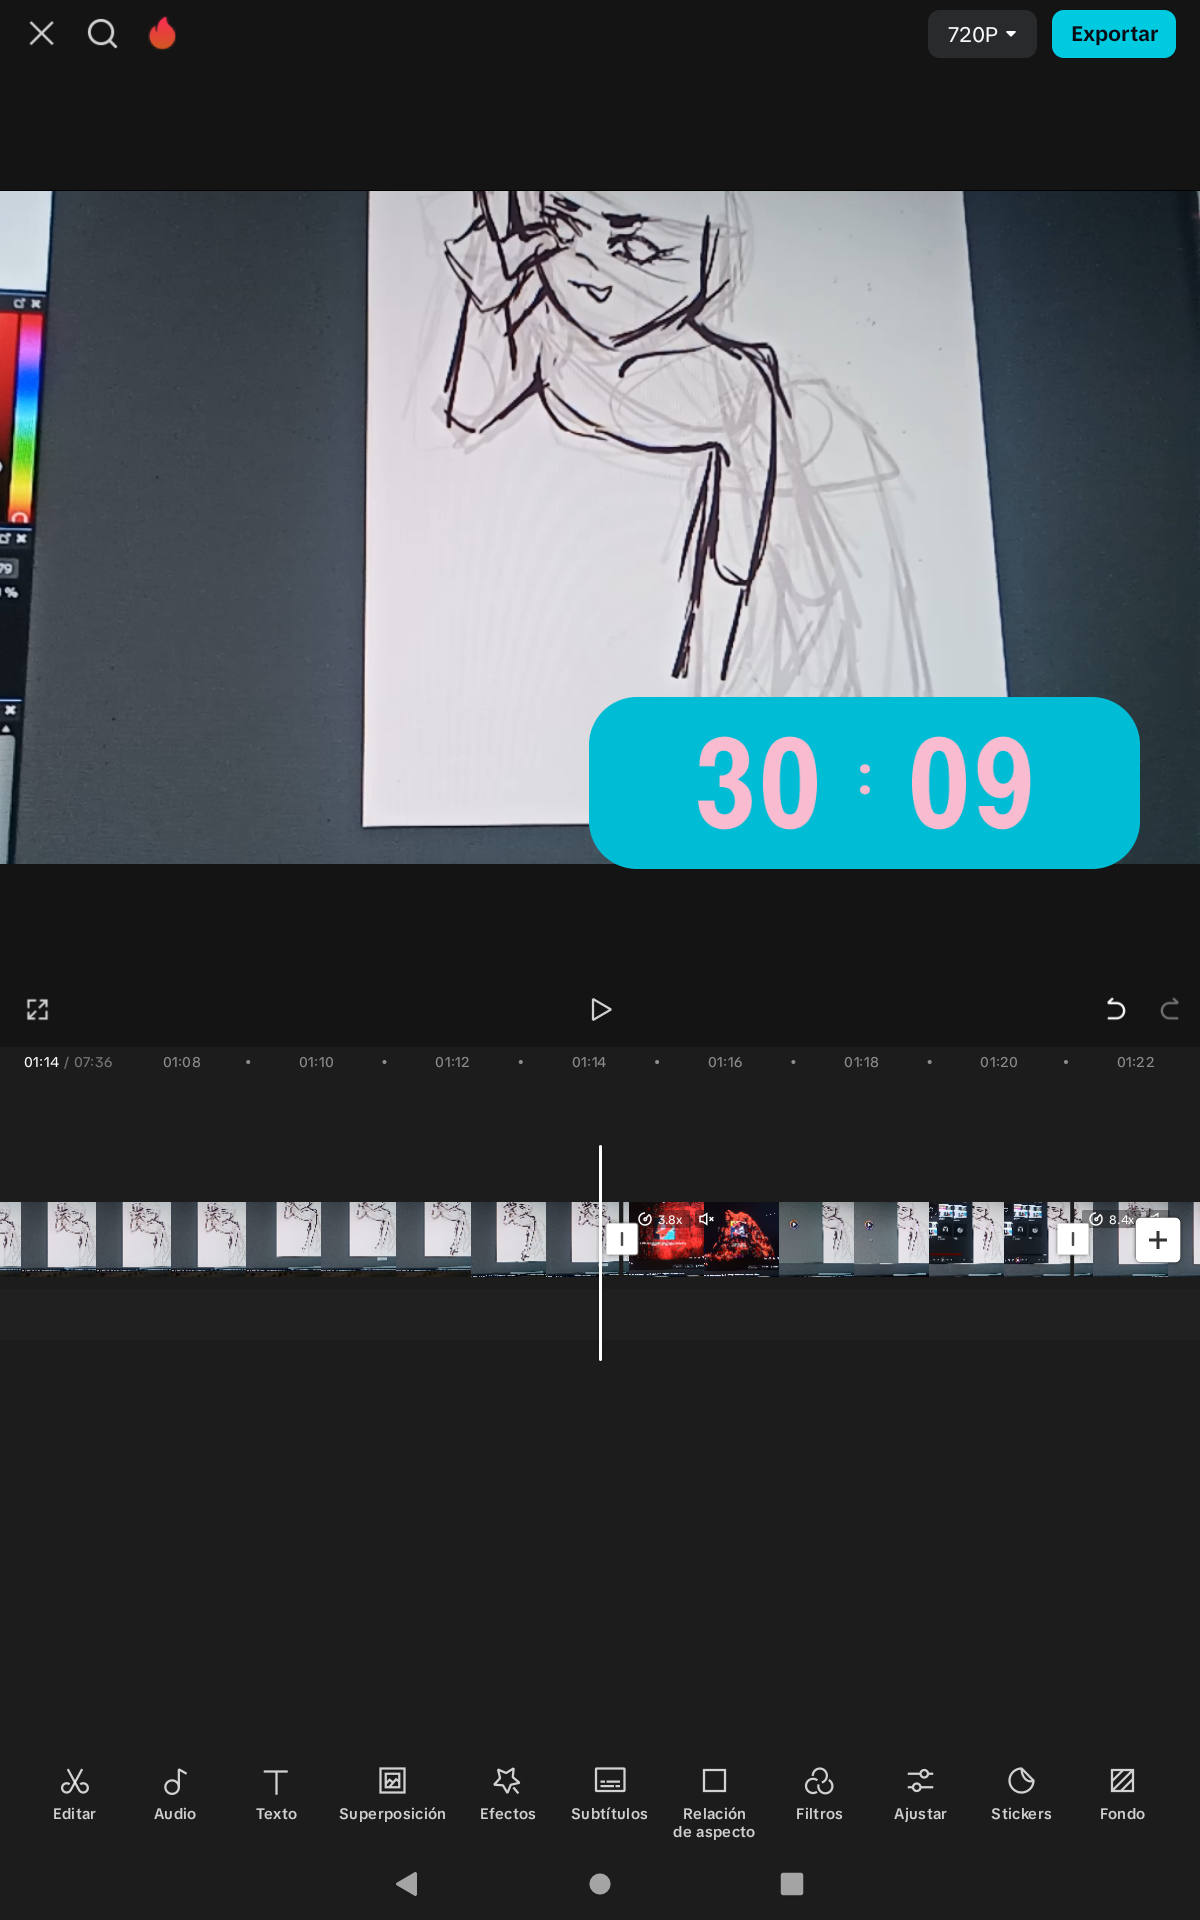 720P
Exportar
79
%
30 : 09
01:14 / 07:36
01:08
01:10
01:12
01:14
01:16
01:18
01:20
01:22
3.8x
8.4x
Editar
Audio
Texto
Superposición
Efectos
Subtítulos
Relación
de aspecto
Filtros
Ajustar
Stickers
Fondo